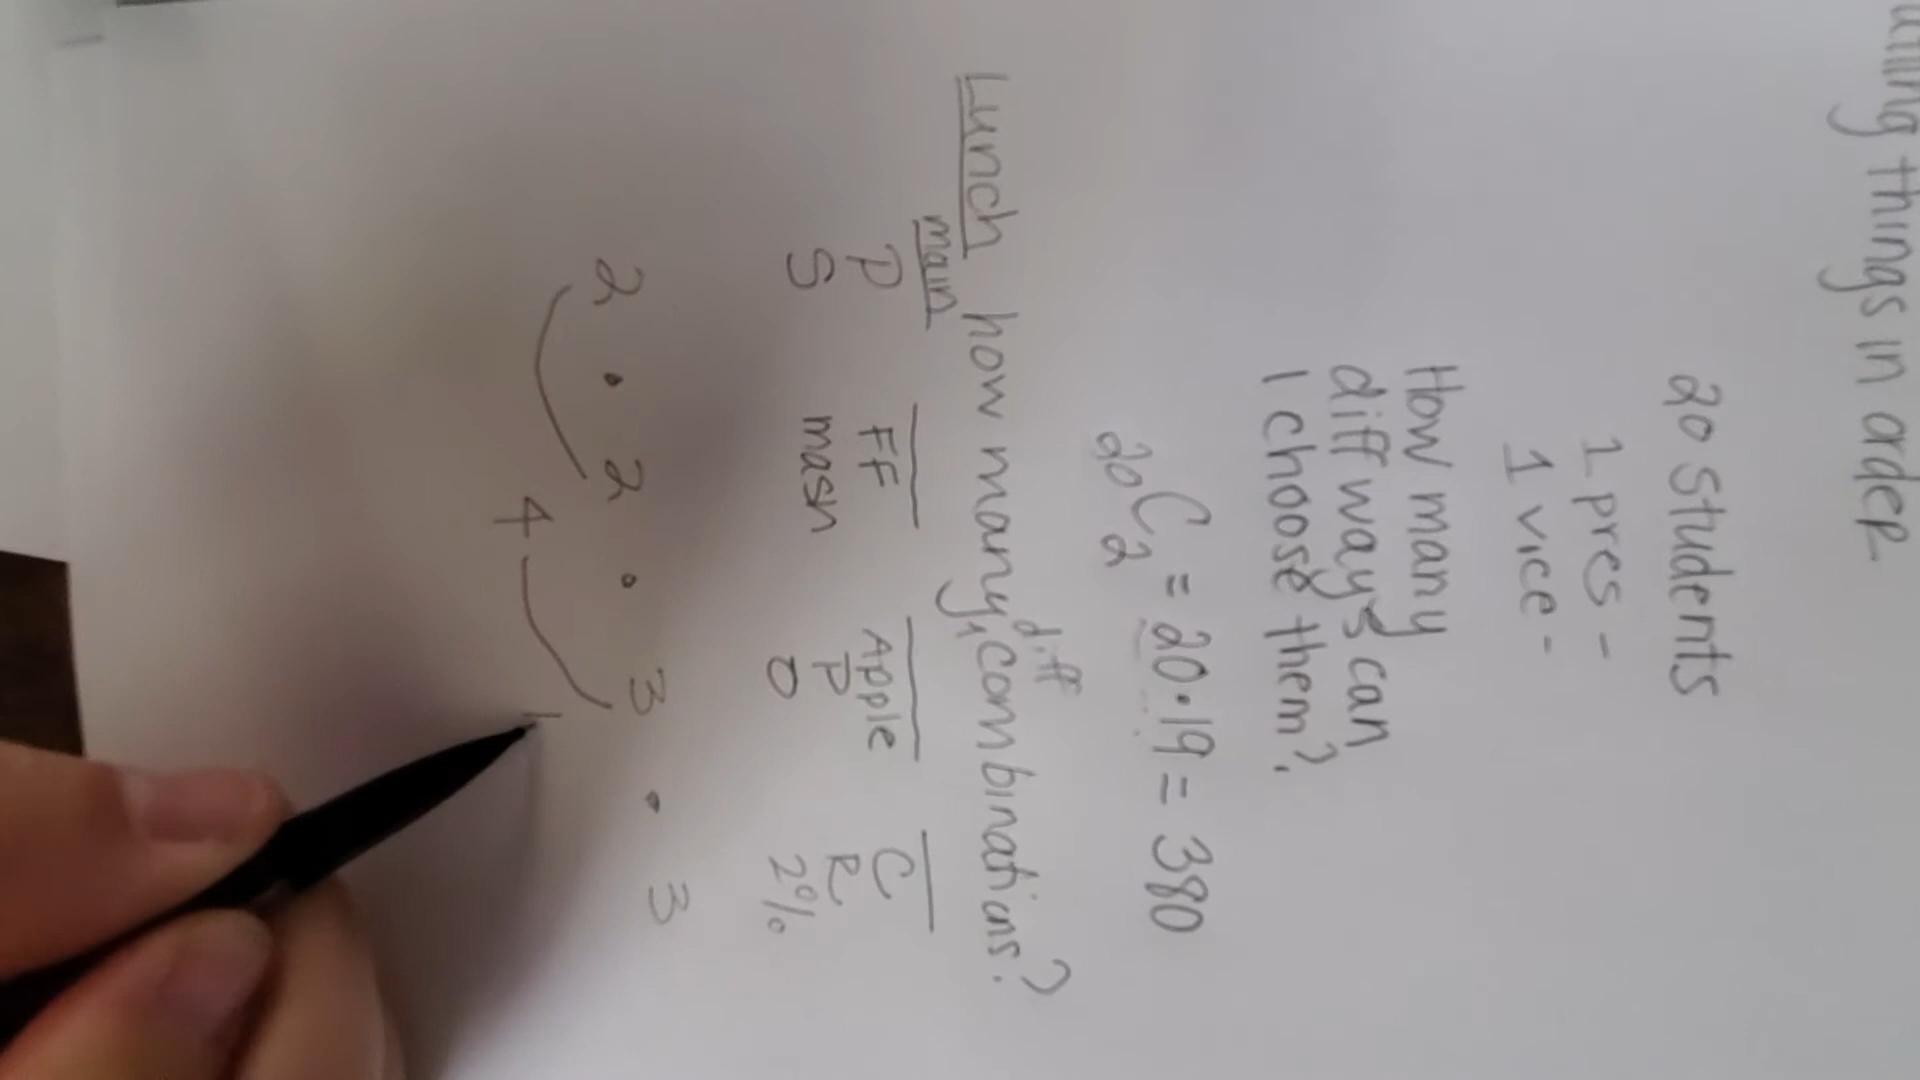 things in order
20 students
1 pres -
1 vice -
How many
diff ways can
I choose them?
20C2 = 20·19 = 380
diff
Lunch how many combinations?
main
P FF Apple C
S mash P R
O 2%
2 · 2 · 3 · 3
4 1